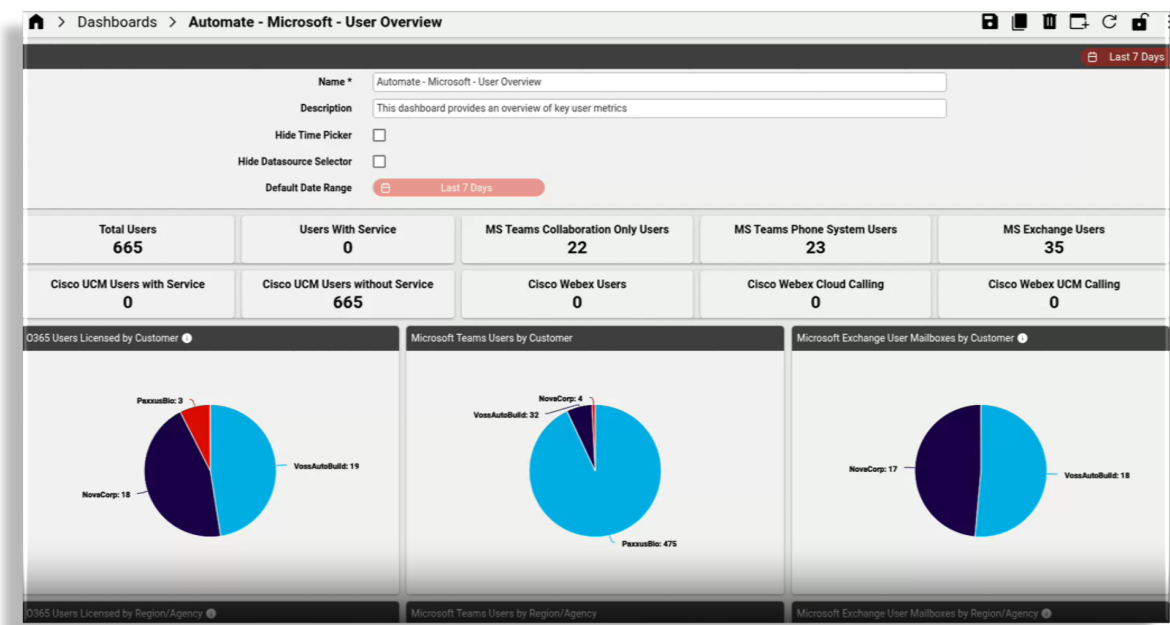 > Dashboards > Automate - Microsoft - User Overview
Last 7 Days
Name * Automate - Microsoft - User Overview
Description This dashboard provides an overview of key user metrics
Hide Time Picker
Hide Datasource Selector
Default Date Range Last 7 Days
Total Users Users With Service MS Teams Collaboration Only Users MS Teams Phone System Users MS Exchange Users
665 0 22 23 35
Cisco UCM Users with Service Cisco UCM Users without Service Cisco Webex Users Cisco Webex Cloud Calling Cisco Webex UCM Calling
0 665 0 0 0
O365 Users Licensed by Customer Microsoft Teams Users by Customer Microsoft Exchange User Mailboxes by Customer
PaxxusBio: 3
VossAutoBuild: 19
NovaCorp: 18
NovaCorp: 4
VossAutoBuild: 32
PaxxusBio: 475
NovaCorp: 17
VossAutoBuild: 18
O365 Users Licensed by Region/Agency Microsoft Teams Users by Region/Agency Microsoft Exchange User Mailboxes by Region/Agency